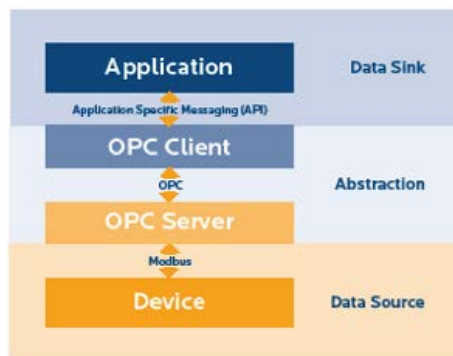 Application
Data Sink
Application Specific Messaging (API)
OPC Client
OPC
Abstraction
OPC Server
Modbus
Device
Data Source